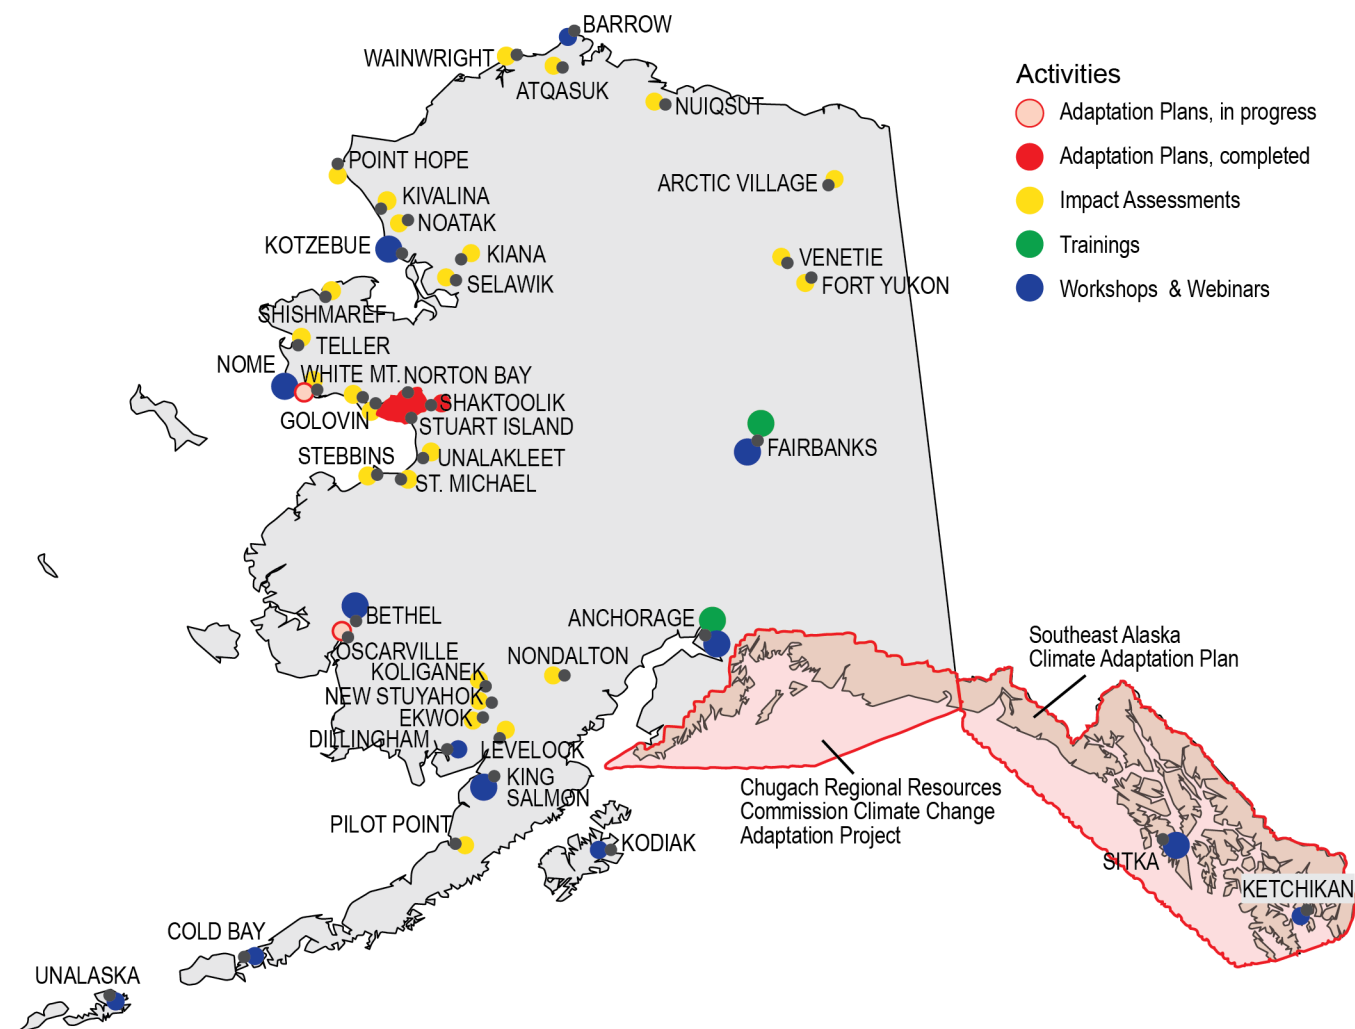 BARROW
WAINWRIGHT
ATQASUK
NUIQSUT
Activities
Adaptation Plans, in progress
Adaptation Plans, completed
Impact Assessments
Trainings
Workshops & Webinars
POINT HOPE
ARCTIC VILLAGE
KIVALINA
NOATAK
KOTZEBUE
KIANA
VENETIE
SELAWIK
FORT YUKON
SHISHMAREF
TELLER
NOME
WHITE MT.
NORTON BAY
SHAKTOOLIK
GOLOVIN
STUART ISLAND
FAIRBANKS
STEBBINS
UNALAKLEET
ST. MICHAEL
BETHEL
ANCHORAGE
OSCARVILLE
NONDALTON
KOLIGANEK
NEW STUYAHOK
EKWOK
DILLINGHAM
LEVELOCK
KING
SALMON
Southeast Alaska
Climate Adaptation Plan
Chugach Regional Resources
Commission Climate Change
Adaptation Project
PILOT POINT
KODIAK
SITKA
KETCHIKAN
COLD BAY
UNALASKA